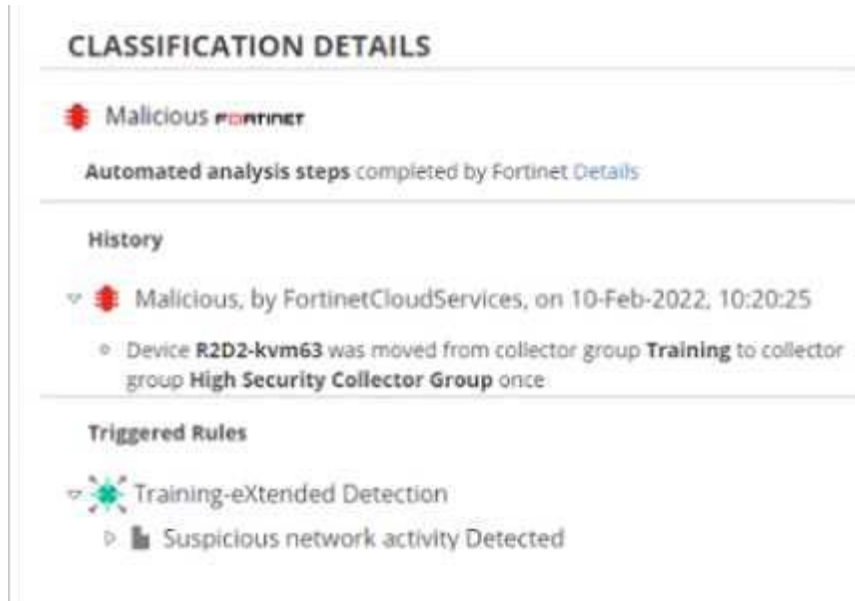 CLASSIFICATION DETAILS
Malicious FORTINET
Automated analysis steps completed by Fortinet Details
History
Malicious, by FortinetCloudServices, on 10-Feb-2022, 10:20:25
Device R2D2-kvm63 was moved from collector group Training to collector
group High Security Collector Group once
Triggered Rules
Training-eXtended Detection
Suspicious network activity Detected